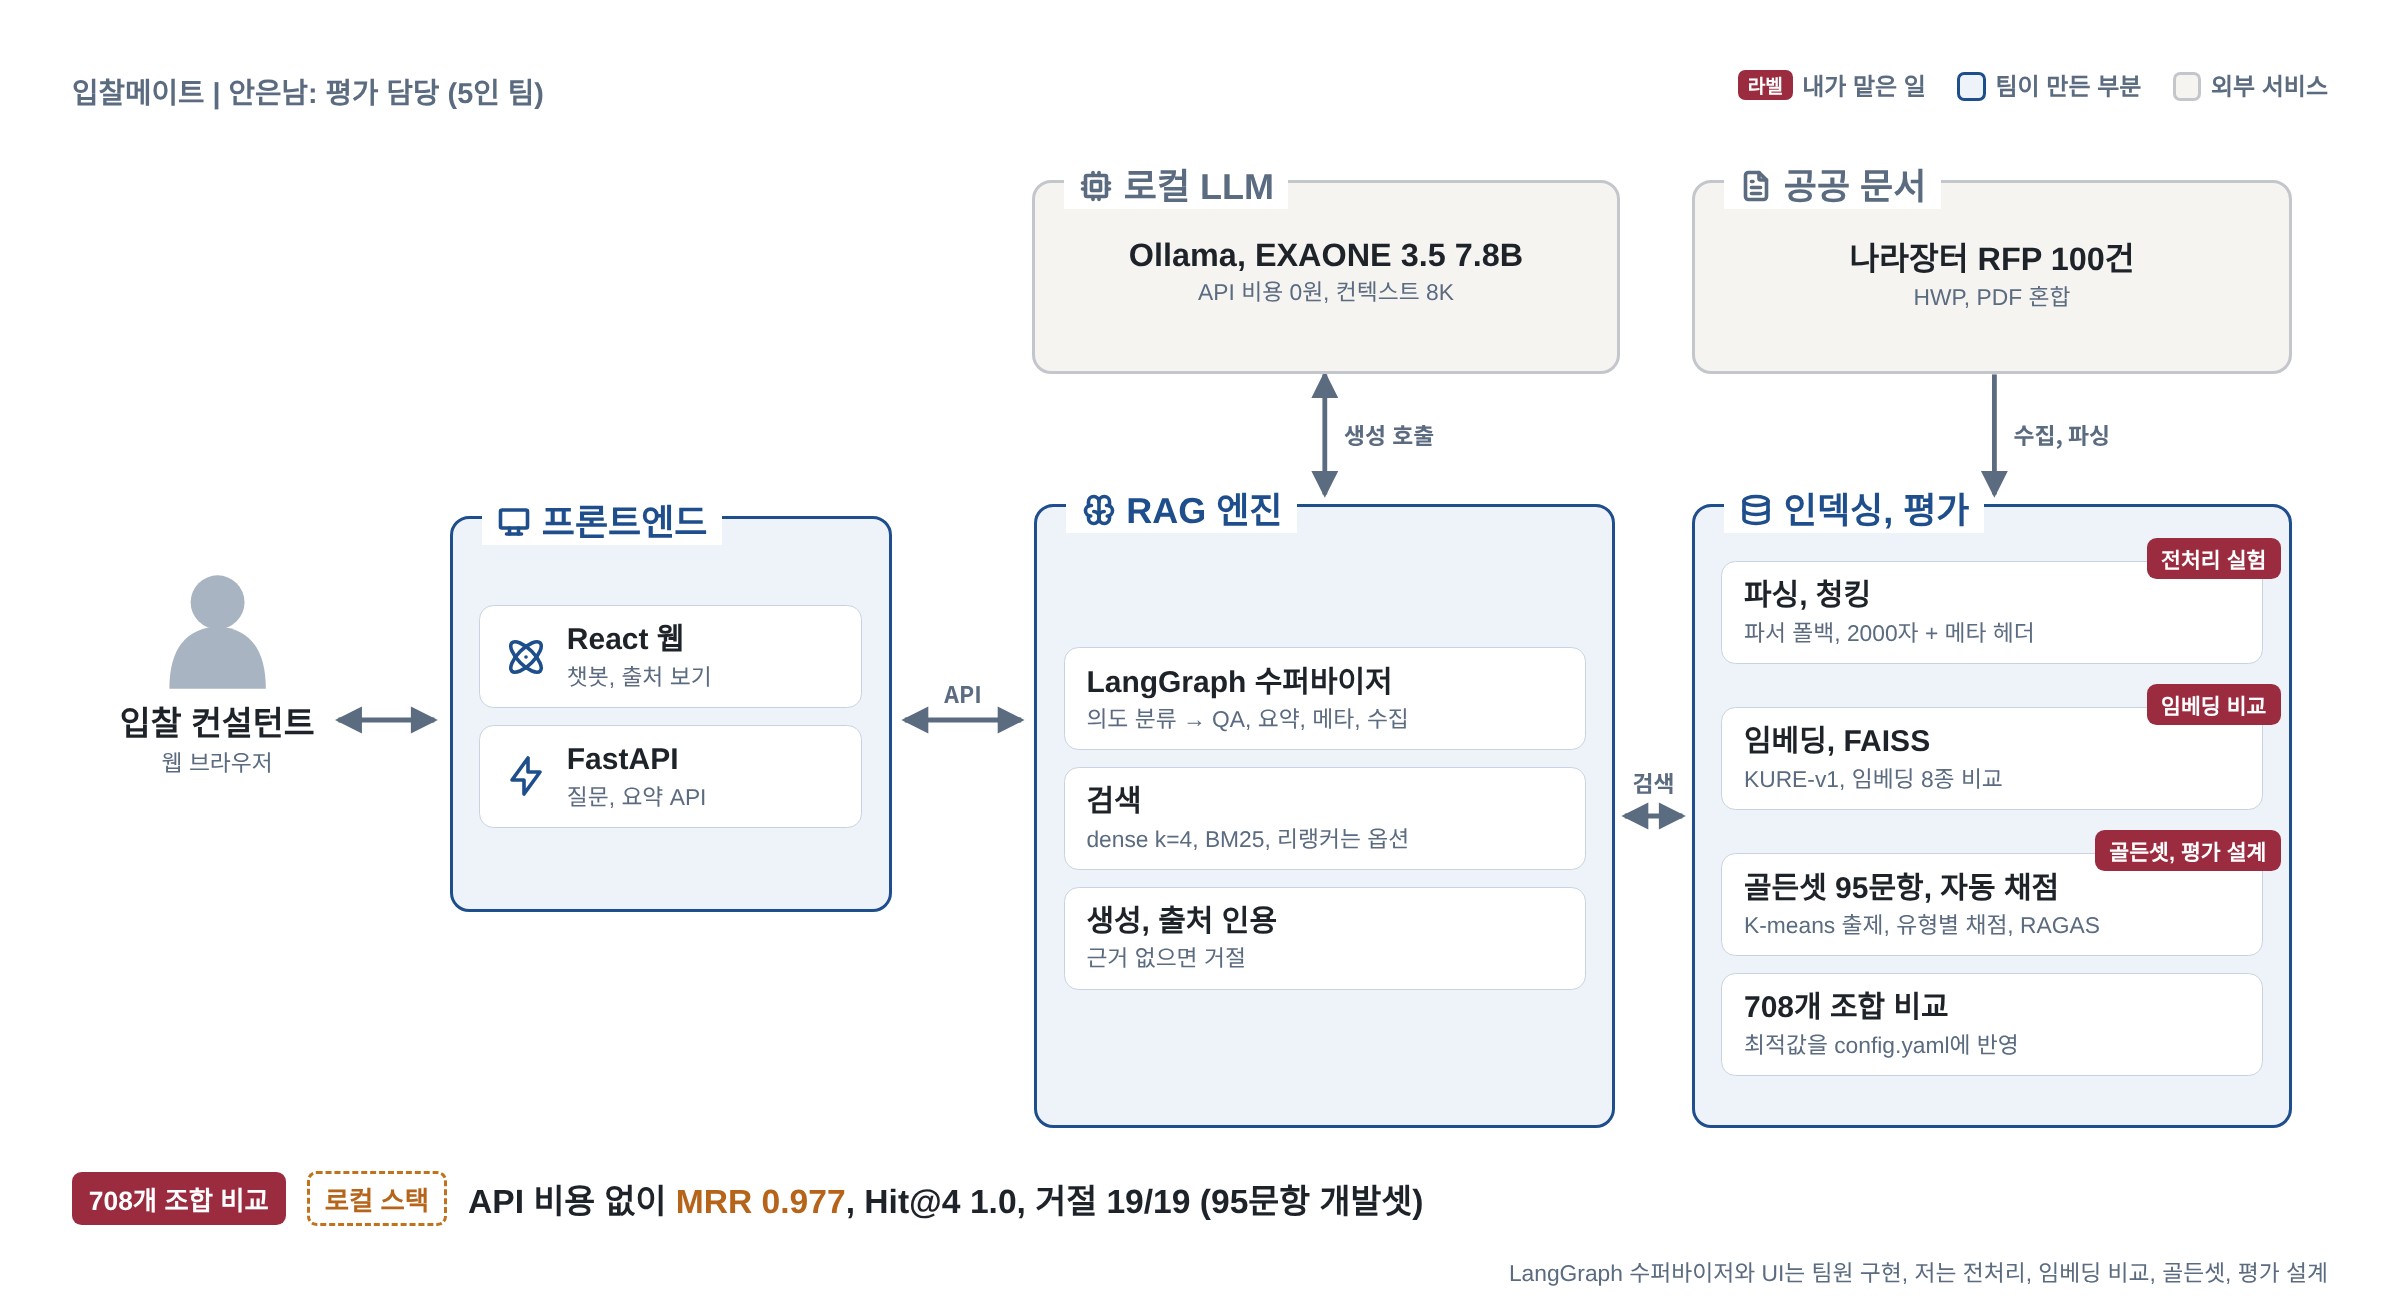 입찰메이트 | 안은남: 평가 담당 (5인 팀)
라벨 내가 맡은 일 팀이 만든 부분 외부 서비스
로컬 LLM
Ollama, EXAONE 3.5 7.8B
API 비용 0원, 컨텍스트 8K
공공 문서
나라장터 RFP 100건
HWP, PDF 혼합
생성 호출
수집, 파싱
입찰 컨설턴트
웹 브라우저
프론트엔드
React 웹
챗봇, 출처 보기
FastAPI
질문, 요약 API
API
RAG 엔진
LangGraph 수퍼바이저
의도 분류 → QA, 요약, 메타, 수집
검색
dense k=4, BM25, 리랭커는 옵션
생성, 출처 인용
근거 없으면 거절
검색
인덱싱, 평가
전처리 실험
파싱, 청킹
파서 폴백, 2000자 + 메타 헤더
임베딩 비교
임베딩, FAISS
KURE-v1, 임베딩 8종 비교
골든셋, 평가 설계
골든셋 95문항, 자동 채점
K-means 출제, 유형별 채점, RAGAS
708개 조합 비교
최적값을 config.yaml에 반영
708개 조합 비교 로컬 스택 API 비용 없이 MRR 0.977, Hit@4 1.0, 거절 19/19 (95문항 개발셋)
LangGraph 수퍼바이저와 UI는 팀원 구현, 저는 전처리, 임베딩 비교, 골든셋, 평가 설계